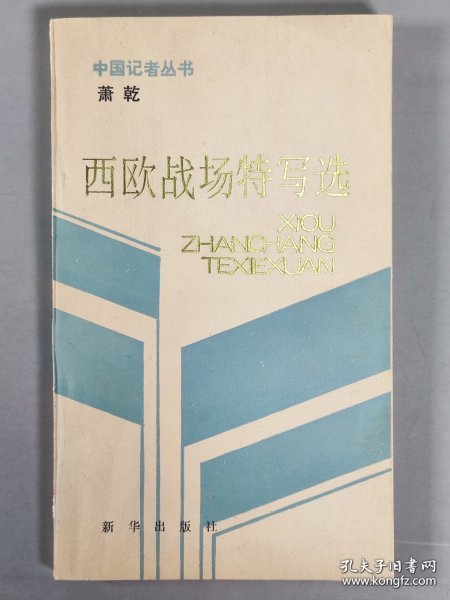 中国记者丛书
萧乾
西欧战场特写选
XIOU
ZHANCHANG
TEXIEXUAN
新华出版社
孔夫子旧书网
www.kongfz.com